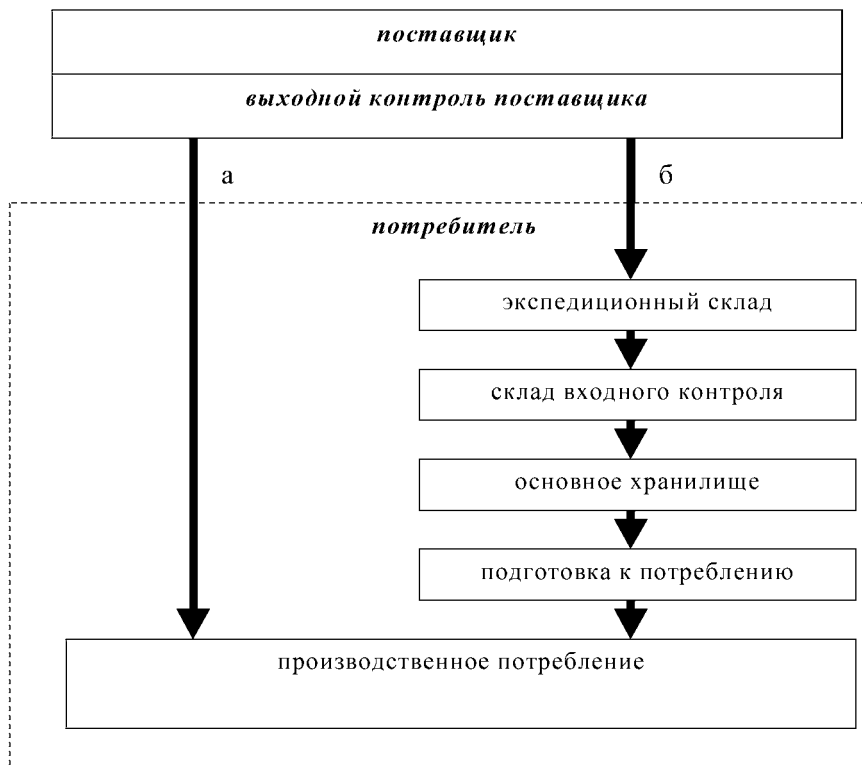 поставщик
выходной контроль поставщика
а
б
потребитель
экспедиционный склад
склад входного контроля
основное хранилище
подготовка к потреблению
производственное потребление